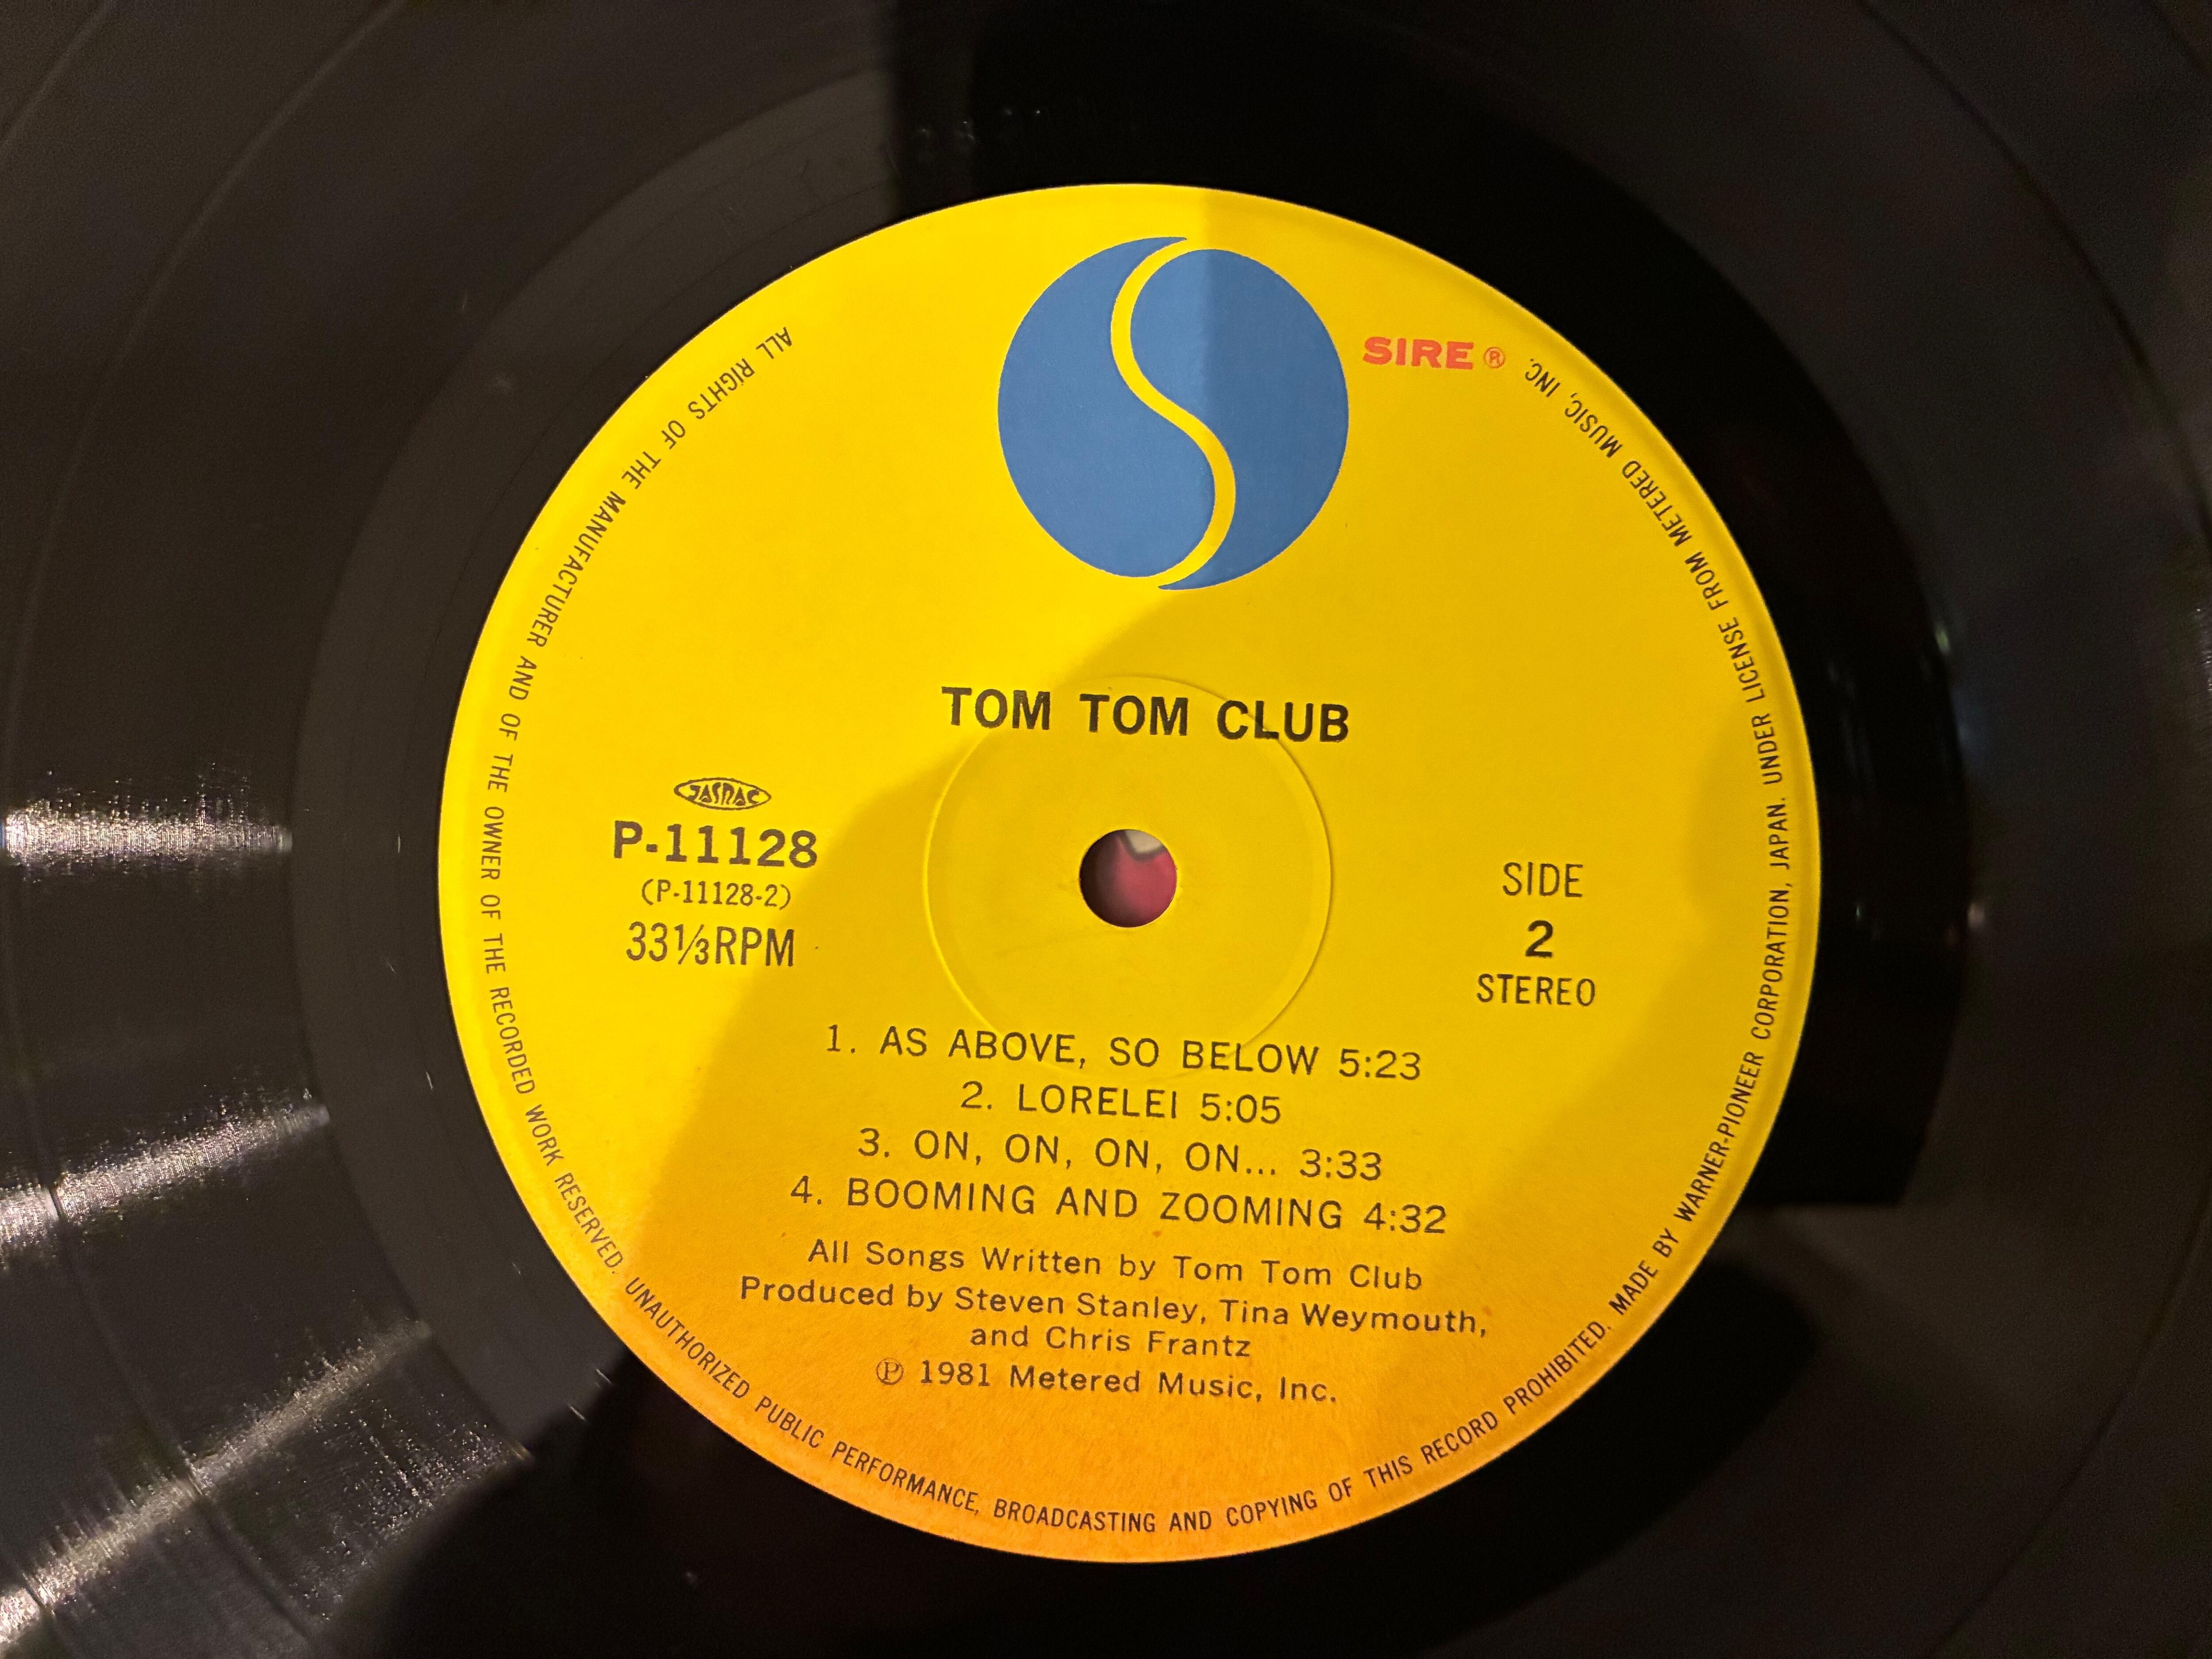 SIRE ®
TOM TOM CLUB
JASRAC
P-11128
(P-11128-2)
33⅓RPM
SIDE
2
STEREO
1. AS ABOVE, SO BELOW 5:23
2. LORELEI 5:05
3. ON, ON, ON, ON... 3:33
4. BOOMING AND ZOOMING 4:32
All Songs Written by Tom Tom Club
Produced by Steven Stanley, Tina Weymouth,
and Chris Frantz
℗ 1981 Metered Music, Inc.
ALL RIGHTS OF THE MANUFACTURER AND OF THE OWNER OF THE RECORDED WORK RESERVED. UNAUTHORIZED PUBLIC PERFORMANCE, BROADCASTING AND COPYING OF THIS RECORD PROHIBITED. MADE BY WARNER-PIONEER CORPORATION, JAPAN. UNDER LICENSE FROM METERED MUSIC, INC.